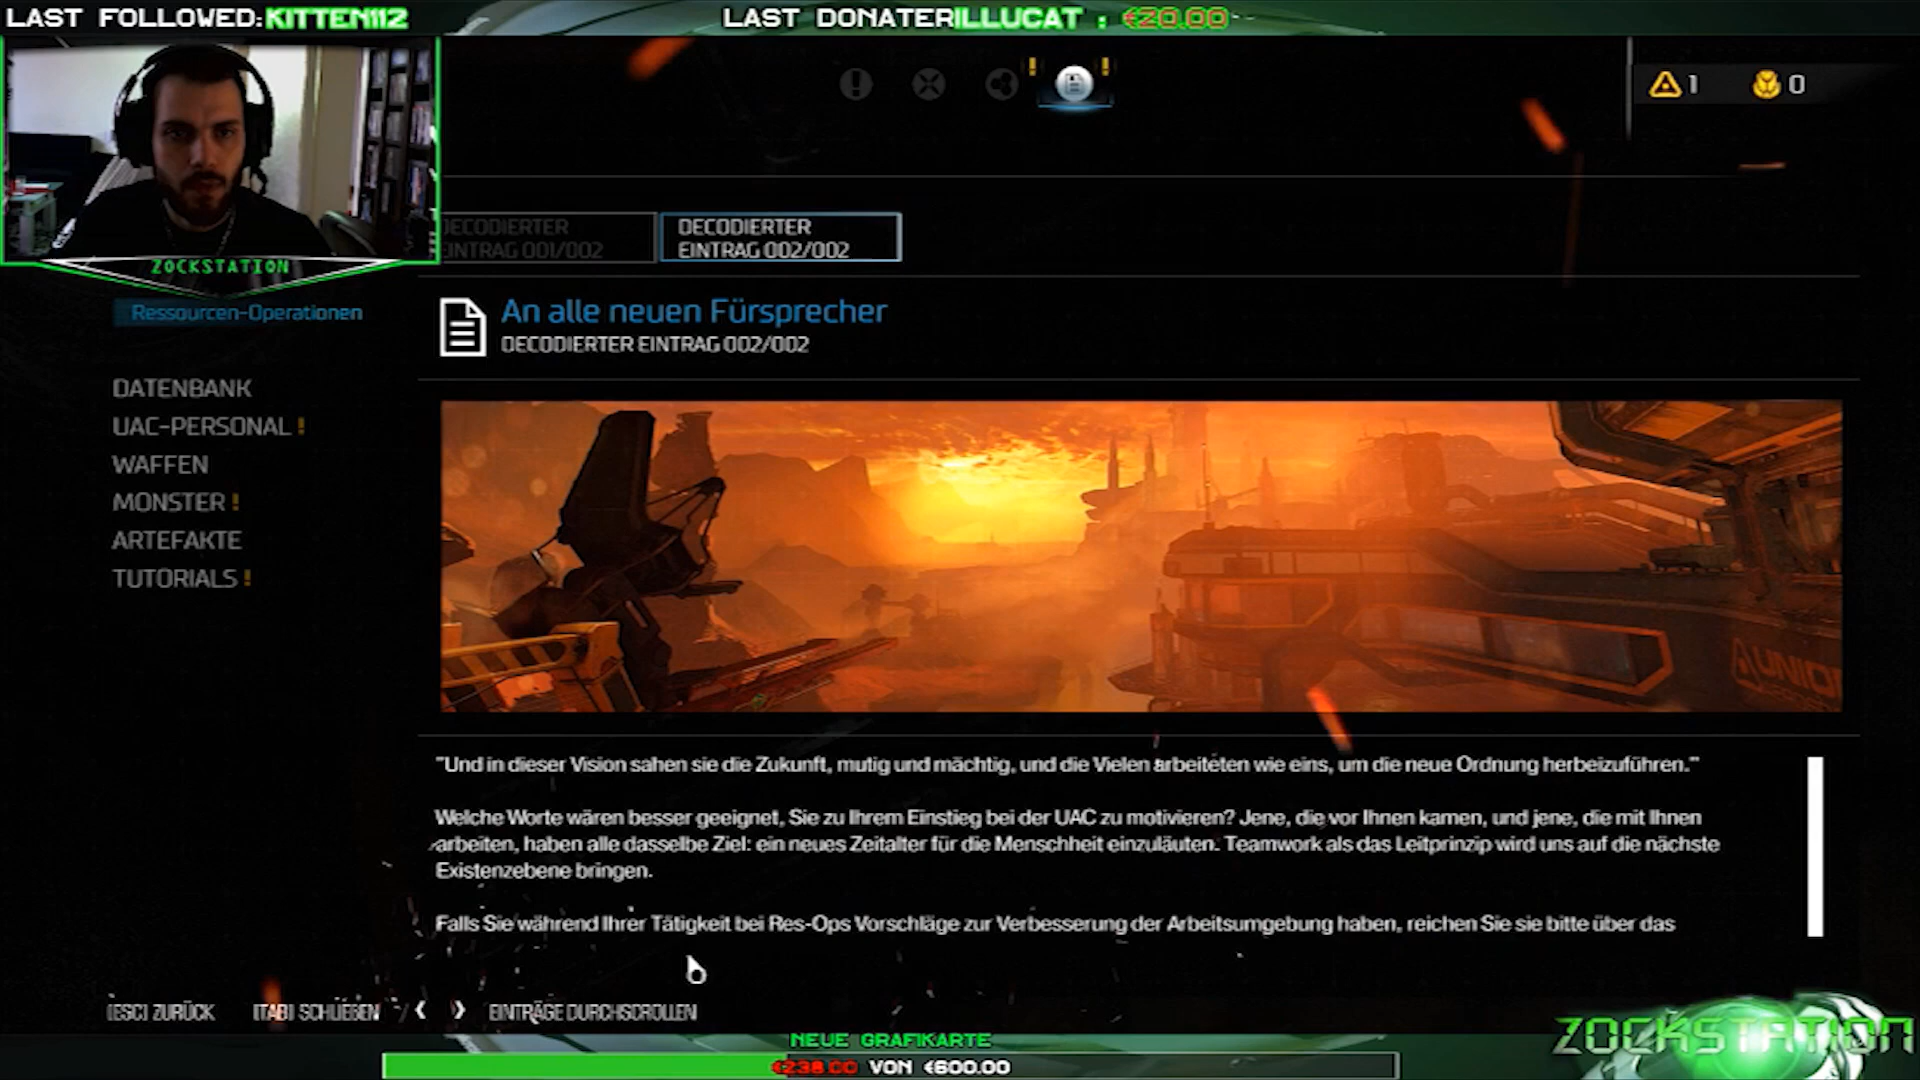 LAST FOLLOWED:KITTEN112
LAST DONATERILLUCAT : €20.00
1
0
DECODIERTER
EINTRAG 001/002
DECODIERTER
EINTRAG 002/002
ZOCKSTATION
Ressourcen-Operationen
An alle neuen Fürsprecher
DECODIERTER EINTRAG 002/002
DATENBANK
UAC-PERSONAL !
WAFFEN
MONSTER !
ARTEFAKTE
TUTORIALS !
UNIO
"Und in dieser Vision sahen sie die Zukunft, mutig und mächtig, und die Vielen arbeiteten wie eins, um die neue Ordnung herbeizuführen."
Welche Worte wären besser geeignet, Sie zu Ihrem Einstieg bei der UAC zu motivieren? Jene, die vor Ihnen kamen, und jene, die mit Ihnen
arbeiten, haben alle dasselbe Ziel: ein neues Zeitalter für die Menschheit einzuläuten. Teamwork als das Leitprinzip wird uns auf die nächste
Existenzebene bringen.
Falls Sie während Ihrer Tätigkeit bei Res-Ops Vorschläge zur Verbesserung der Arbeitsumgebung haben, reichen Sie sie bitte über das
[ESC] ZURÜCK [TAB] SCHLIEẞEN / < > EINTRÄGE DURCHSCROLLEN
ZOCKSTATION
NEUE GRAFIKARTE
€238.00 VON €600.00